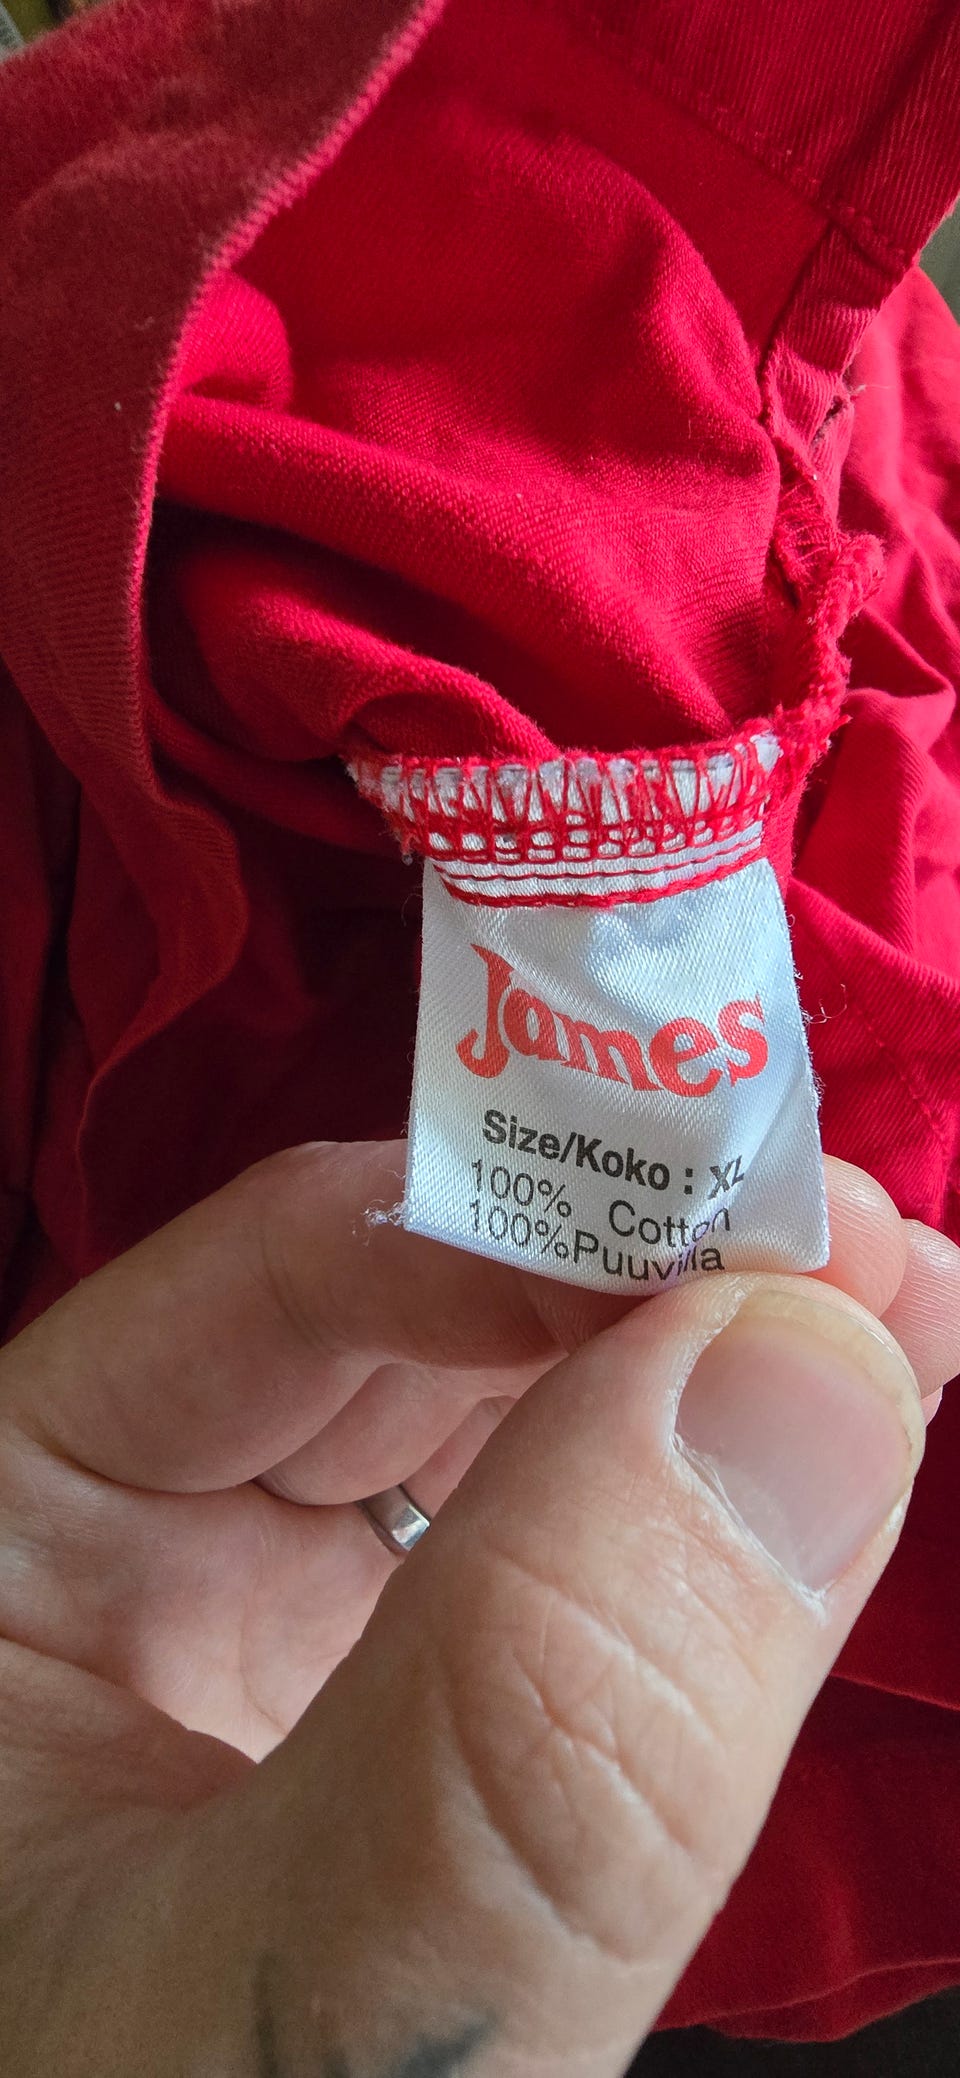 James
Size/Koko : XL
100% Cotton
100%Puuvilla